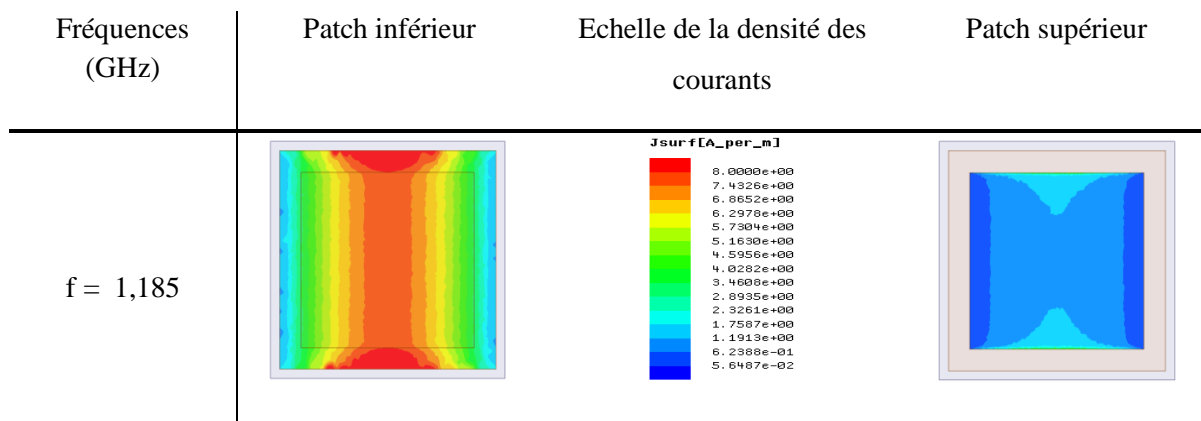 Fréquences
(GHz)
Patch inférieur
Echelle de la densité des
courants
Patch supérieur
f = 1,185
Jsurf[A_per_m]
8.0000e+00
7.4326e+00
6.8652e+00
6.2978e+00
5.7304e+00
5.1630e+00
4.5956e+00
4.0282e+00
3.4608e+00
2.8935e+00
2.3261e+00
1.7587e+00
1.1913e+00
6.2388e-01
5.6487e-02